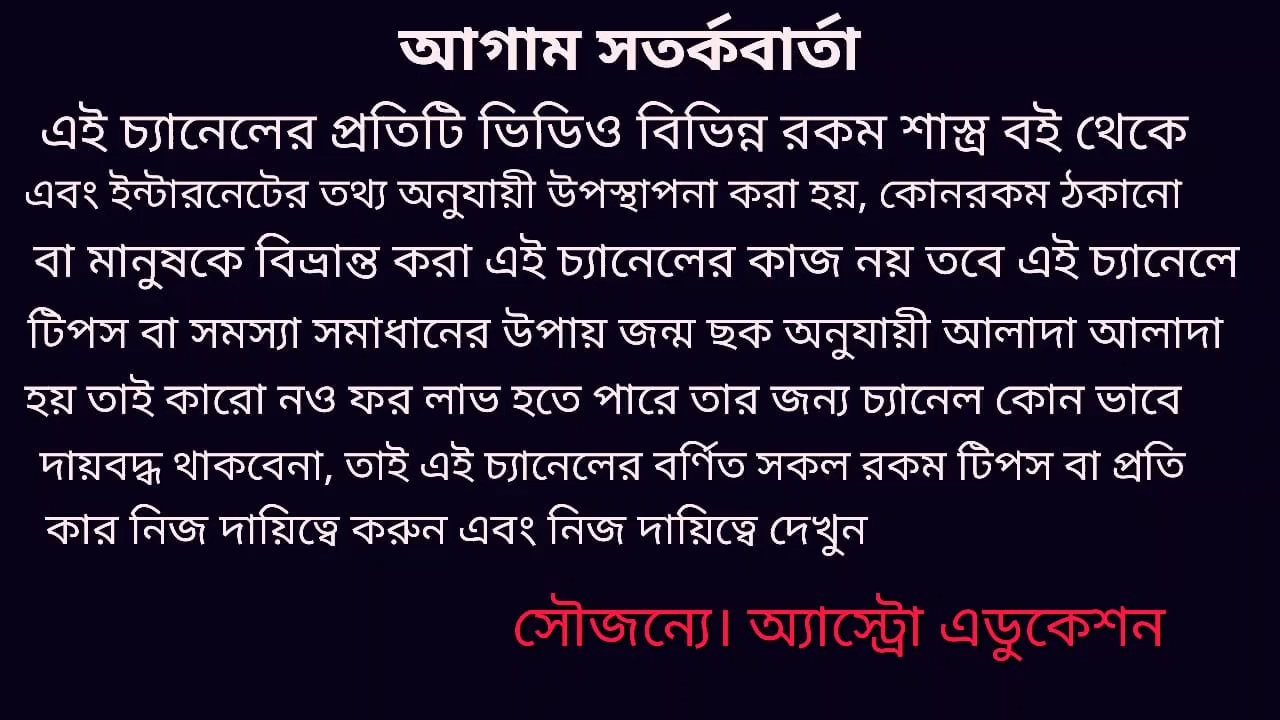 আগাম সতর্কবার্তা
এই চ্যানেলের প্রতিটি ভিডিও বিভিন্ন রকম শাস্ত্র বই থেকে
এবং ইন্টারনেটের তথ্য অনুযায়ী উপস্থাপনা করা হয়, কোনরকম ঠকানো
বা মানুষকে বিভ্রান্ত করা এই চ্যানেলের কাজ নয় তবে এই চ্যানেলে
টিপস বা সমস্যা সমাধানের উপায় জন্ম ছক অনুযায়ী আলাদা আলাদা
হয় তাই কারো নও ফর লাভ হতে পারে তার জন্য চ্যানেল কোন ভাবে
দায়বদ্ধ থাকবেনা, তাই এই চ্যানেলের বর্ণিত সকল রকম টিপস বা প্রতি
কার নিজ দায়িত্বে করুন এবং নিজ দায়িত্বে দেখুন
সৌজন্যে। অ্যাস্ট্রো এডুকেশন